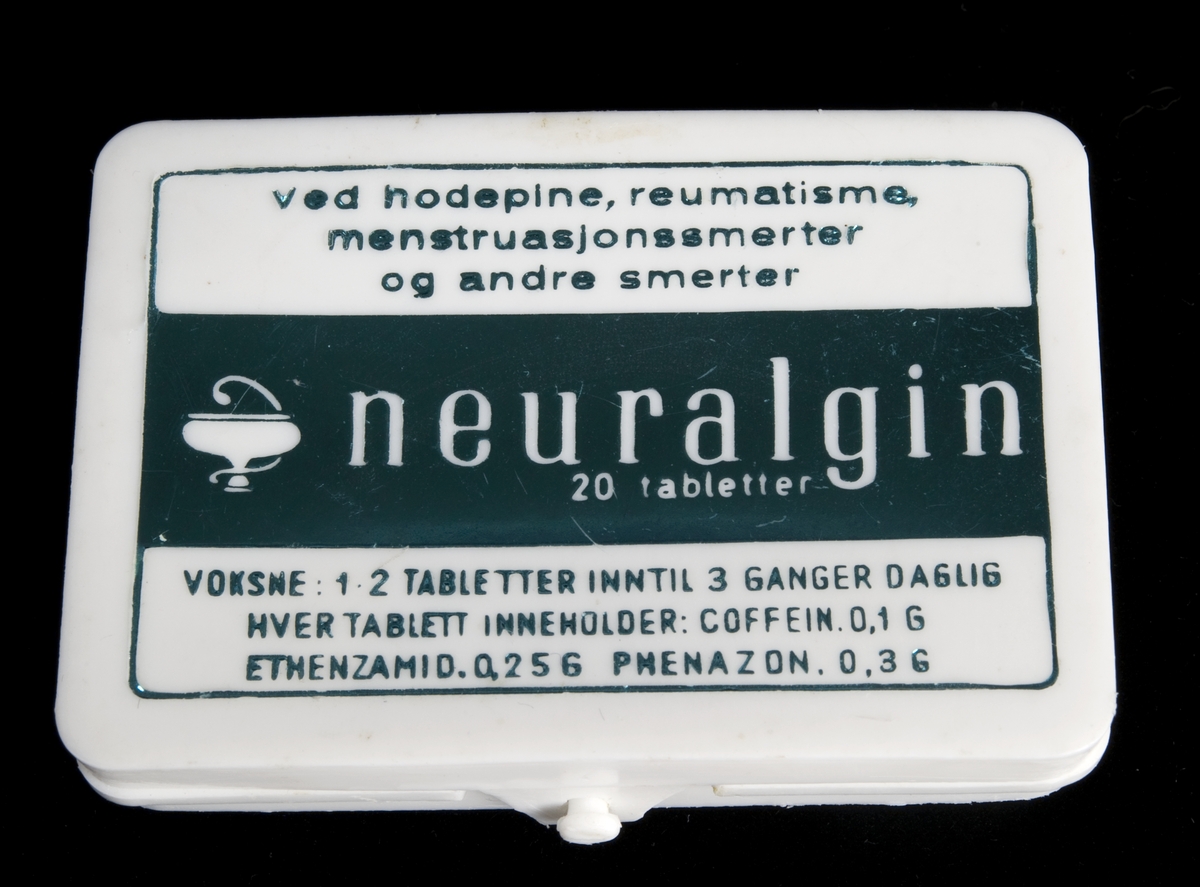 ved hodepine, reumatisme,
menstruasjonssmerter
og andre smerter
neuralgin
20 tabletter
VOKSNE: 1-2 TABLETTER INNTIL 3 GANGER DAGLIG
HVER TABLETT INNEHOLDER: COFFEIN. 0,1 G
ETHENZAMID. 0,25 G PHENAZON. 0,3 G